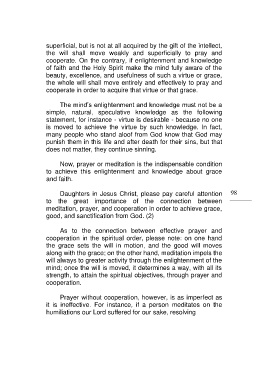 superficial, but is not at all acquired by the gift of the intellect,
the will shall move weakly and superficially to pray and
cooperate. On the contrary, if enlightenment and knowledge
of faith and the Holy Spirit make the mind fully aware of the
beauty, excellence, and usefulness of such a virtue or grace,
the whole will shall move entirely and effectively to pray and
cooperate in order to acquire that virtue or that grace.
The mind's enlightenment and knowledge must not be a
simple, natural, speculative knowledge as the following
statement, for instance - virtue is desirable - because no one
is moved to achieve the virtue by such knowledge. In fact,
many people who stand aloof from God know that God may
punish them in this life and after death for their sins, but that
does not matter, they continue sinning.
Now, prayer or meditation is the indispensable condition
to achieve this enlightenment and knowledge about grace
and faith.
Daughters in Jesus Christ, please pay careful attention
to the great importance of the connection between
meditation, prayer, and cooperation in order to achieve grace,
good, and sanctification from God. (2)
98
As to the connection between effective prayer and
cooperation in the spiritual order, please note: on one hand
the grace sets the will in motion, and the good will moves
along with the grace; on the other hand, meditation impels the
will always to greater activity through the enlightenment of the
mind; once the will is moved, it determines a way, with all its
strength, to attain the spiritual objectives, through prayer and
cooperation.
Prayer without cooperation, however, is as imperfect as
it is ineffective. For instance, if a person meditates on the
humiliations our Lord suffered for our sake, resolving